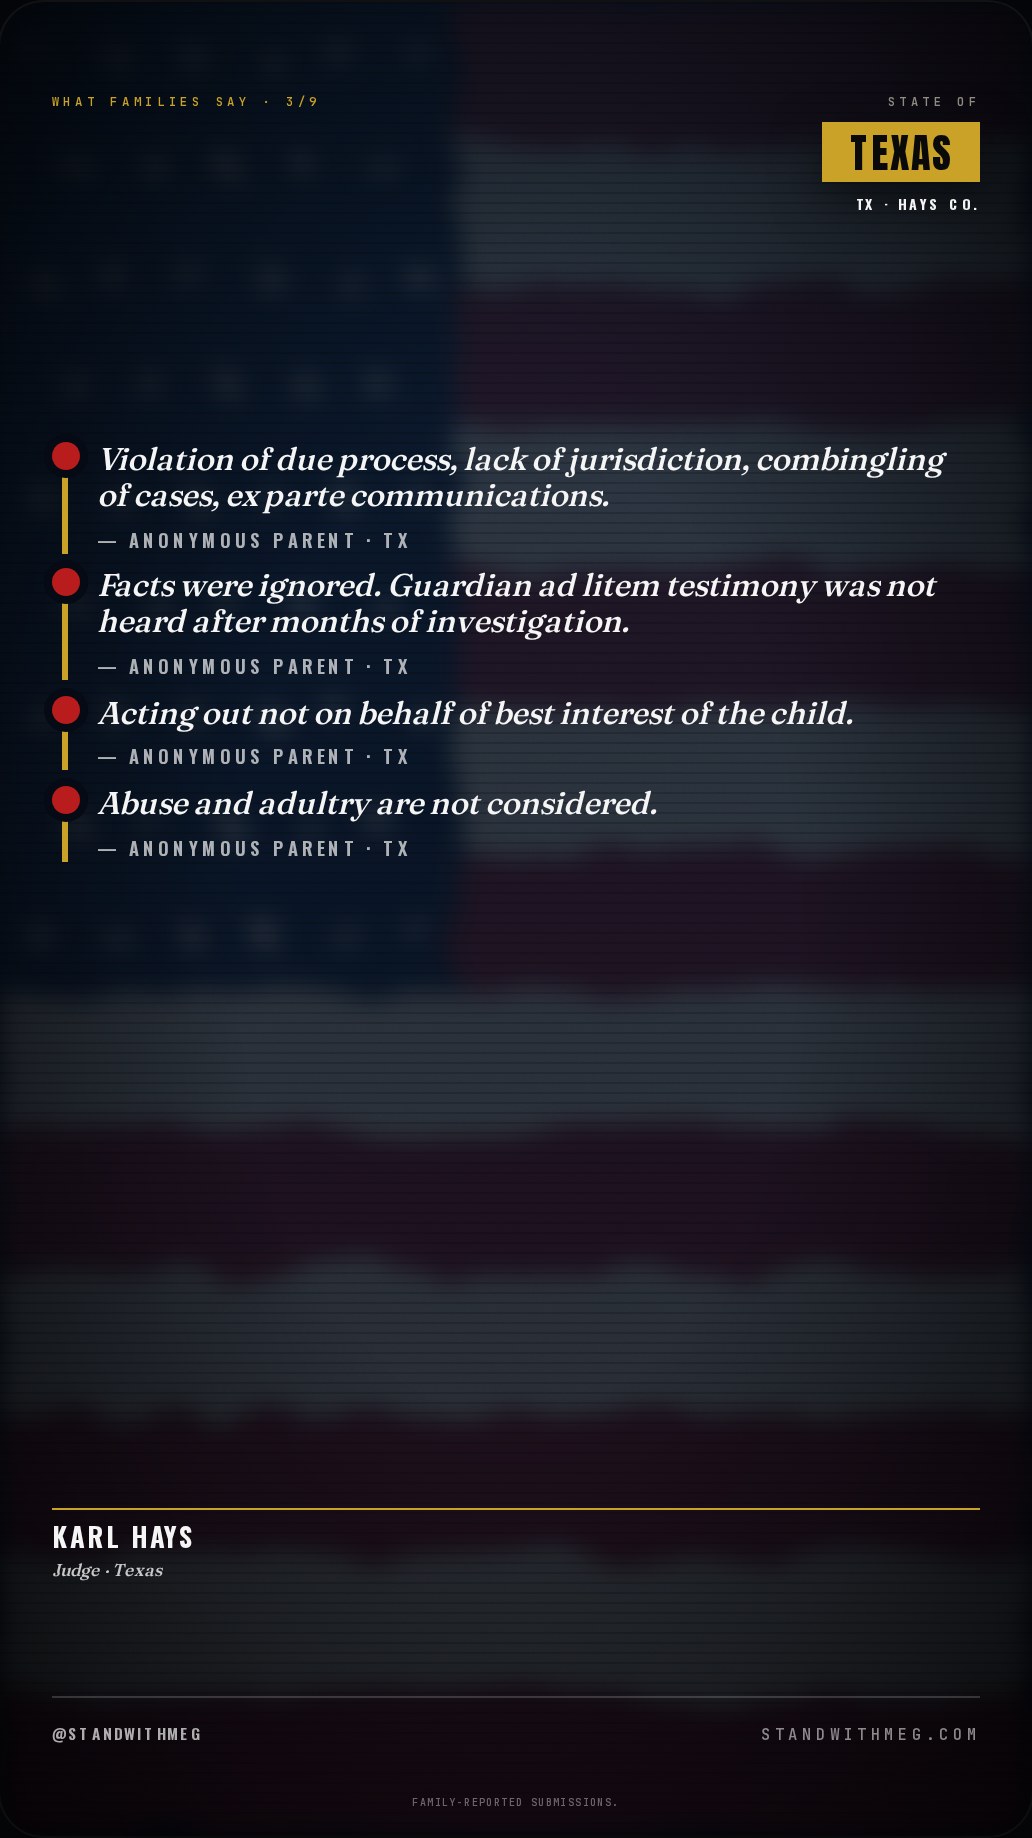 WHAT FAMILIES SAY · 3/9
STATE OF
TEXAS
TX · HAYS CO.
Violation of due process, lack of jurisdiction, combingling
of cases, ex parte communications.
— ANONYMOUS PARENT · TX
Facts were ignored. Guardian ad litem testimony was not
heard after months of investigation.
— ANONYMOUS PARENT · TX
Acting out not on behalf of best interest of the child.
— ANONYMOUS PARENT · TX
Abuse and adultry are not considered.
— ANONYMOUS PARENT · TX
KARL HAYS
Judge · Texas
@STANDWITHMEG
STANDWITHMEG.COM
FAMILY-REPORTED SUBMISSIONS.